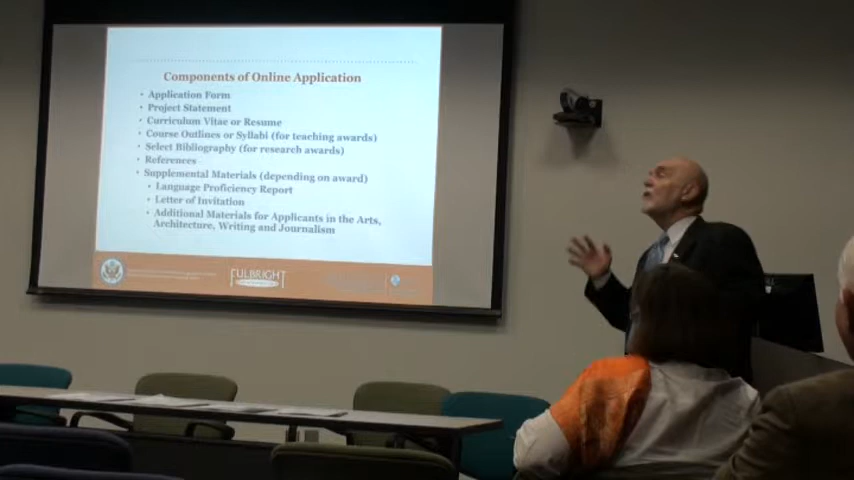 Components of Online Application
• Application Form
• Project Statement
• Curriculum Vitae or Resume
• Course Outlines or Syllabi (for teaching awards)
• Select Bibliography (for research awards)
• References
• Supplemental Materials (depending on award)
• Language Proficiency Report
• Letter of Invitation
• Additional Materials for Applicants in the Arts,
Architecture, Writing and Journalism
FULBRIGHT